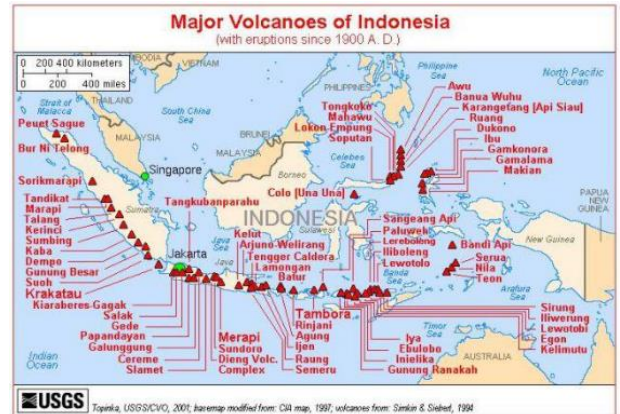 Major Volcanoes of Indonesia
(with eruptions since 1900 A. D.)
0 200 400 kilometers
0 200 400 miles
CAMBODIA
VIETNAM
THAILAND
Strait of
Malacca
South China
Sea
PHILIPPINES
Philippine
Sea
North Pacific
Ocean
Peuet Sague
Bur Ni Telong
MALAYSIA
BRUNEI
MALAYSIA
Singapore
Sorikmarapi
Tandikat
Marapi
Talang
Kerinci
Sumbing
Kaba
Dempo
Gunung Besar
Suoh
Krakatau
Kiaraberes Gagak
Salak
Gede
Papandayan
Galunggung
Cereme
Slamet
Sumatra
Tangkubanparahu
Jakarta
Java
Sea
Java
Borneo
INDONESIA
Celebes
Sea
Sulawesi
Colo [Una Una]
Tongkoko
Mahawu
Lokon Empung
Soputan
Awu
Banua Wuhu
Karangetang [Api Siau]
Ruang
Dukono
Ibu
Gamkonora
Gamalama
Makian
Kelut
Arjuno-Welirang
Tengger Caldera
Lamongan
Batur
Merapi
Sundoro
Dieng Volc.
Complex
Tambora
Rinjani
Agung
Ijen
Raung
Semeru
Sangeang Api
Paluweh
Lereboleng
Iliboleng
Lewotolo
Banda
Sea
Bandi Api
Serua
Nila
Teon
New Guinea
PAPUA
NEW
GUINEA
Arafura
Sea
Sirung
Iliwerung
Lewotobi
Egon
Kelimutu
Iya
Ebulobo
Inielika
Gunung Ranakah
Timor
Sea
AUSTRALIA
Indian
Ocean
USGS
Topinka, USGS/CVO, 2001; basemap modified from: CIA map, 1997; volcanoes from: Simkin & Siebert, 1994